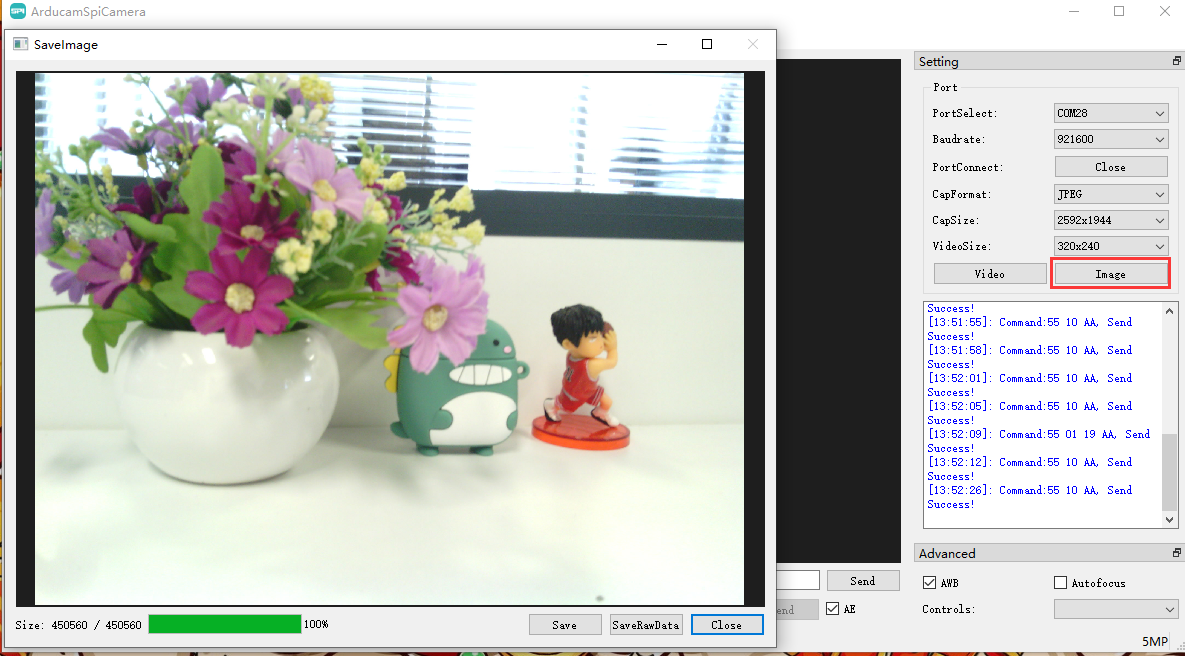 ArducamSpiCamera
SaveImage
Size: 450560 / 450560
100%
Save
SaveRawData
Close
Send
end
AE
Setting
Port
PortSelect:
COM28
Baudrate:
921600
PortConnect:
Close
CapFormat:
JPEG
CapSize:
2592x1944
VideoSize:
320x240
Video
Image
Success!
[13:51:55]: Command:55 10 AA, Send
Success!
[13:51:58]: Command:55 10 AA, Send
Success!
[13:52:01]: Command:55 10 AA, Send
Success!
[13:52:05]: Command:55 10 AA, Send
Success!
[13:52:09]: Command:55 01 19 AA, Send
Success!
[13:52:12]: Command:55 10 AA, Send
Success!
[13:52:26]: Command:55 10 AA, Send
Success!
Advanced
AWB
Autofocus
Controls:
5MP